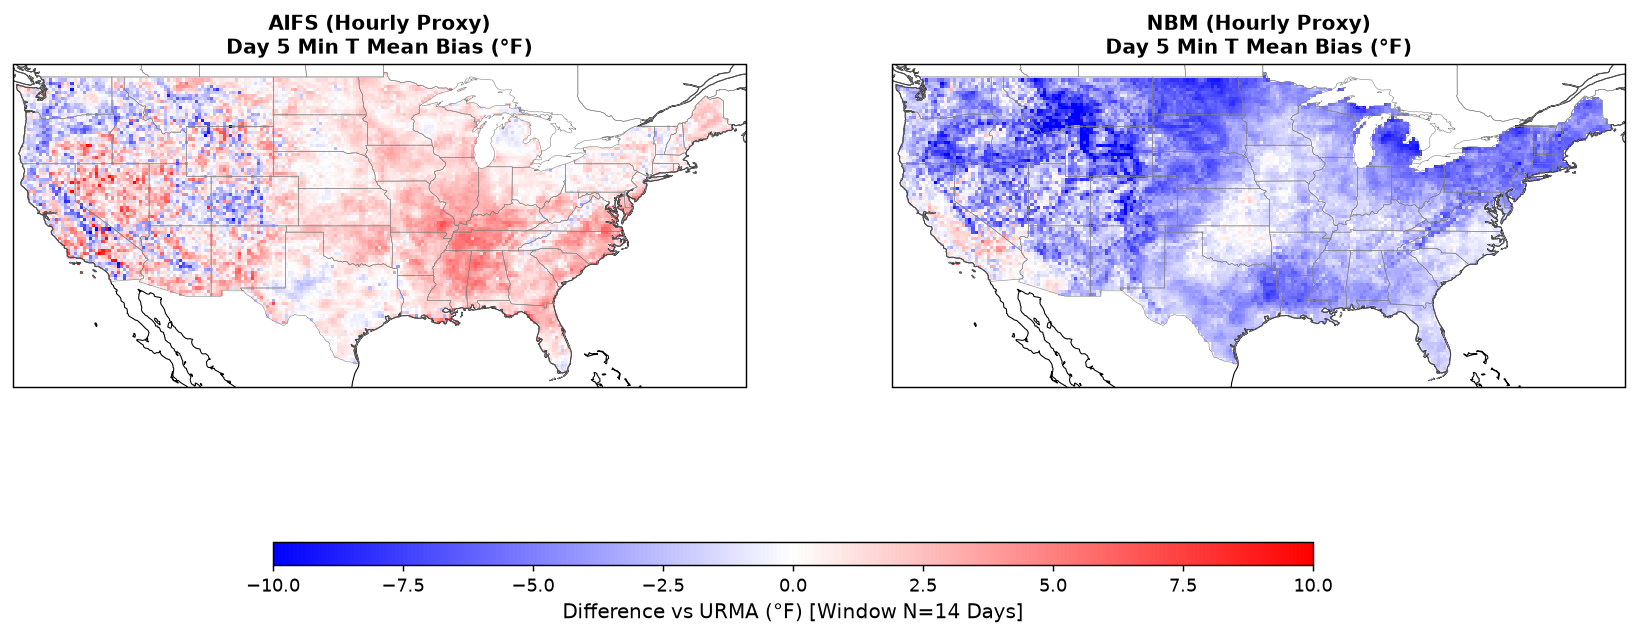 AIFS (Hourly Proxy)
Day 5 Min T Mean Bias (°F)
NBM (Hourly Proxy)
Day 5 Min T Mean Bias (°F)
−10.0 −7.5 −5.0 −2.5 0.0 2.5 5.0 7.5 10.0
Difference vs URMA (°F) [Window N=14 Days]